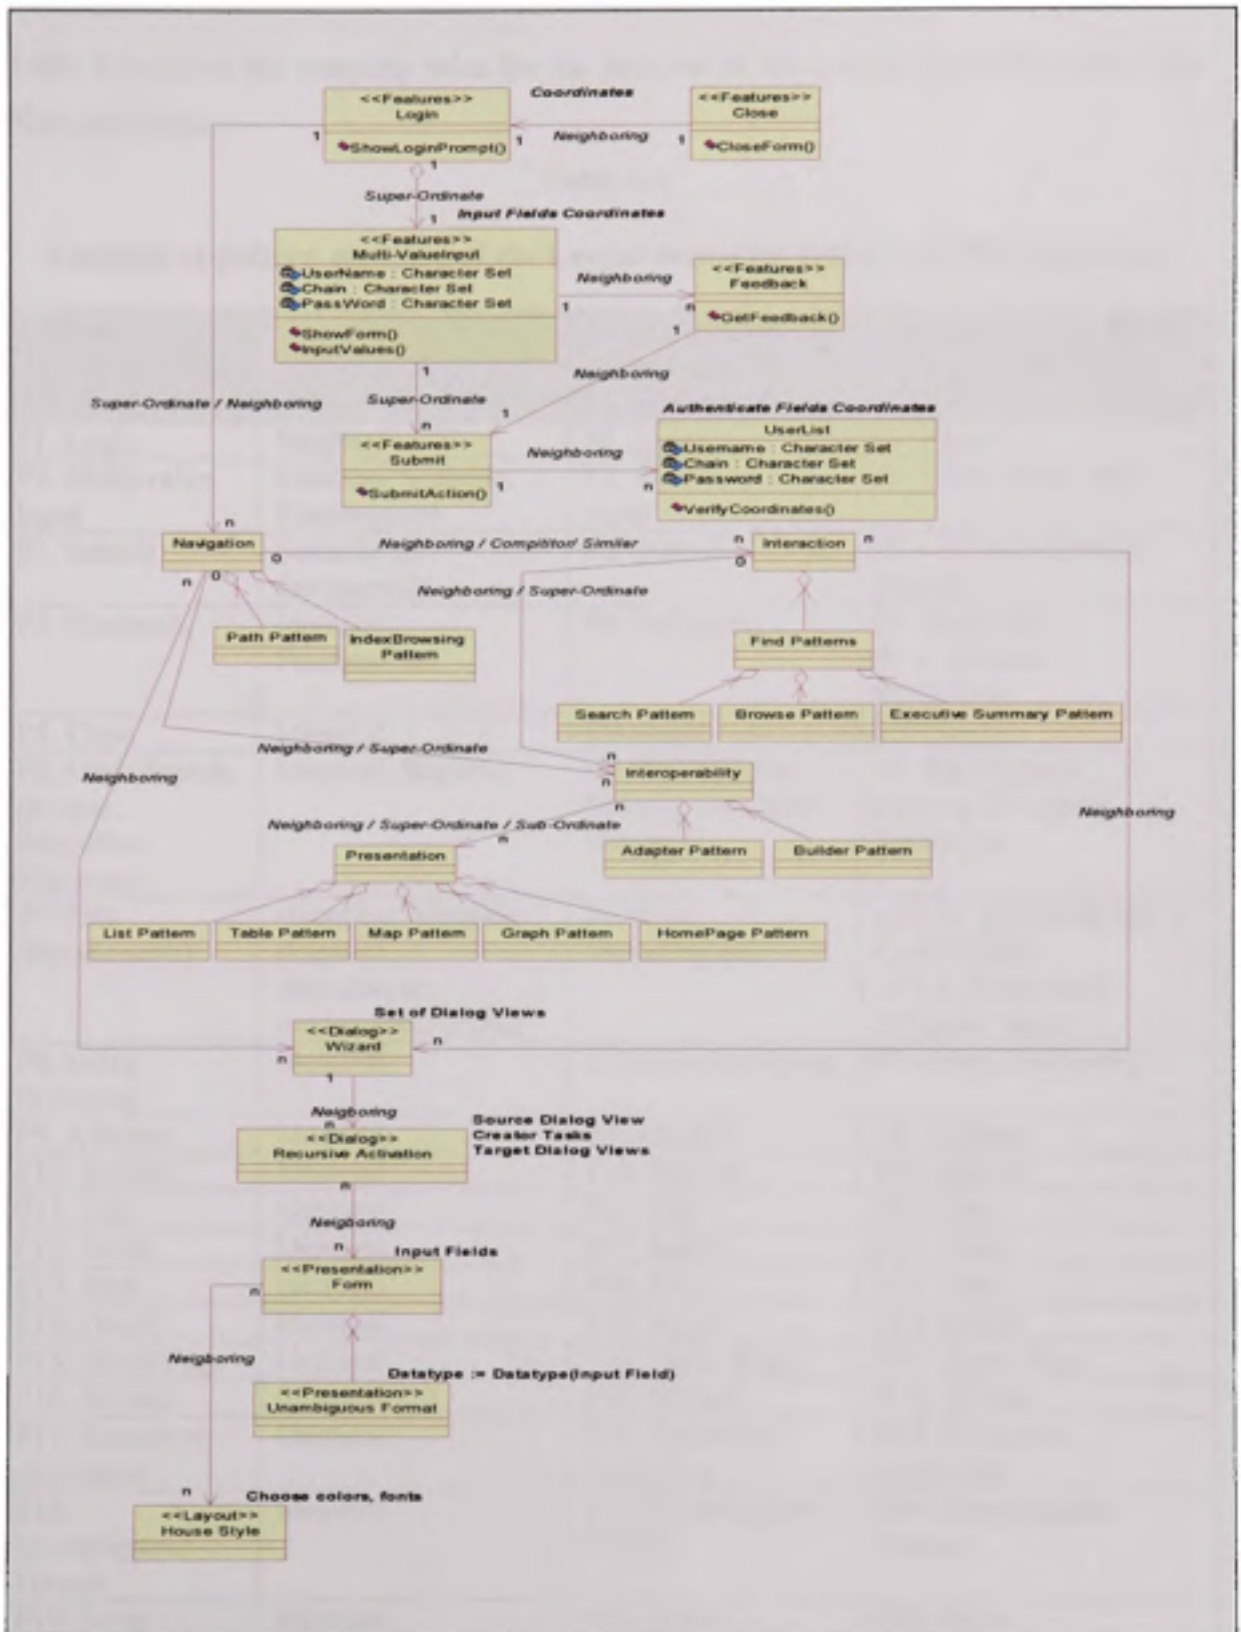 <<Features>>
Login
ShowLoginPrompt()
Coordinates
<<Features>>
Close
CloseForm()
1
1
Neighboring
1
1
Super-Ordinate
1
Input Fields Coordinates
<<Features>>
Multi-ValueInput
UserName : Character Set
Chain : Character Set
PassWord : Character Set
ShowForm()
InputValues()
Neighboring
1
n
<<Features>>
Feedback
GetFeedback()
1
Neighboring
1
1
Super-Ordinate
n
Super-Ordinate / Neighboring
<<Features>>
Submit
SubmitAction()
Neighboring
1
n
Authenticate Fields Coordinates
UserList
Username : Character Set
Chain : Character Set
Password : Character Set
VerifyCoordinates()
n
Navigation
0
Neighboring / Compititor/ Similer
n
Interaction
n
n
0
0
Neighboring / Super-Ordinate
Path Pattern
IndexBrowsing
Pattern
Find Patterns
Search Pattern
Browse Pattern
Executive Summary Pattern
Neighboring / Super-Ordinate
n
n
Interoperability
n
Neighboring
Neighboring
Neighboring / Super-Ordinate / Sub-Ordinate
n
Presentation
Adapter Pattern
Builder Pattern
List Pattern
Table Pattern
Map Pattern
Graph Pattern
HomePage Pattern
Set of Dialog Views
<<Dialog>>
Wizard
n
n
1
Neigboring
n
<<Dialog>>
Recursive Activation
Source Dialog View
Creator Tasks
Target Dialog Views
n
Neigboring
n
Input Fields
<<Presentation>>
Form
n
Neigboring
Datatype := Datatype(Input Field)
<<Presentation>>
Unambiguous Format
n
Choose colors, fonts
<<Layout>>
House Style